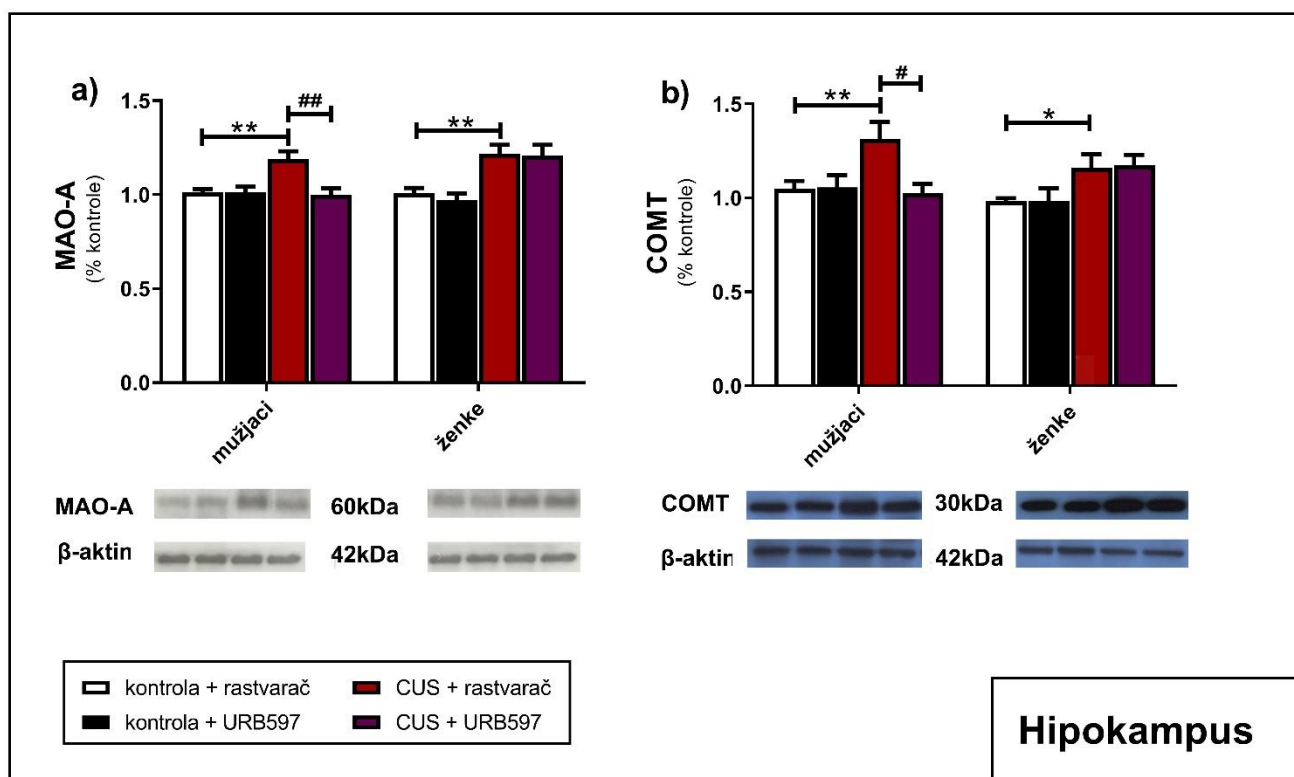 a)
##
**
**
1.5
1.0
0.5
0.0
MAO-A
(% kontrole)
mužjaci
ženke
MAO-A
60kDa
β-aktin
42kDa
b)
#
**
*
1.5
1.0
0.5
0.0
COMT
(% kontrole)
mužjaci
ženke
COMT
30kDa
β-aktin
42kDa
kontrola + rastvarač
CUS + rastvarač
kontrola + URB597
CUS + URB597
Hipokampus